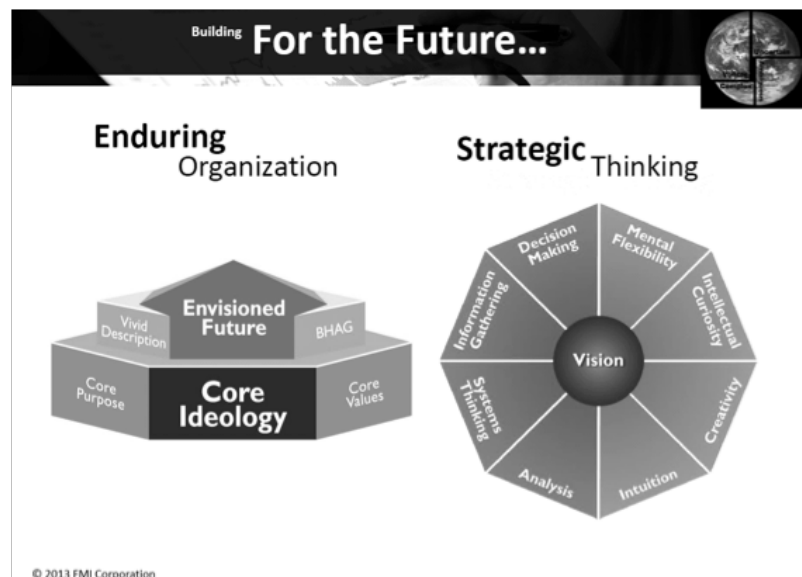 Building For the Future...
Enduring
Organization
Strategic
Thinking
Envisioned
Future
Vivid
Description
BHAG
Core
Purpose
Core
Ideology
Core
Values
Decision
Making
Mental
Flexibility
Intellectual
Curiosity
Creativity
Intuition
Analysis
Systems
Thinking
Information
Gathering
Vision
© 2013 FMI Corporation